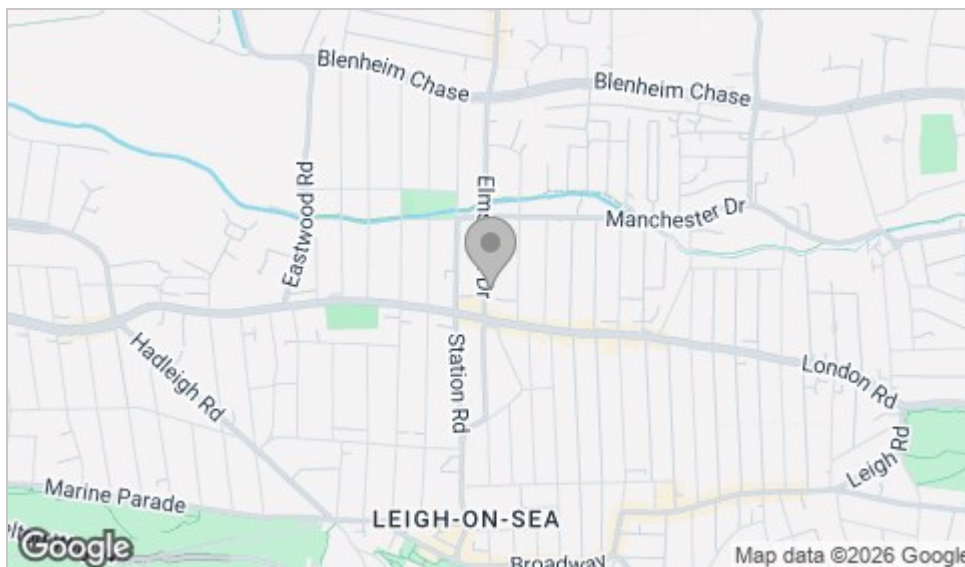 Blenheim Chase
Blenheim Chase
Eastwood Rd
Elms
Dr
Manchester Dr
Hadleigh Rd
Station Rd
London Rd
Leigh Rd
Marine Parade
LEIGH-ON-SEA
Broadway
Google
Map data ©2026 Google